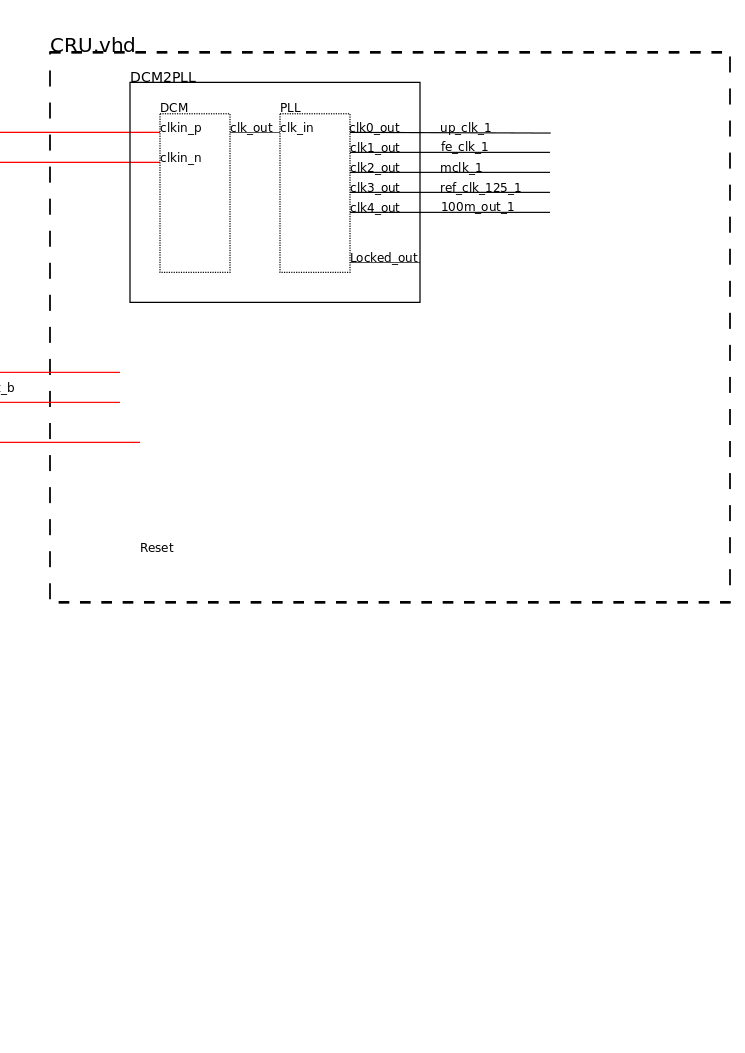 CRU.vhd
DCM2PLL
DCM PLL
clkin_p clk_out clk_in clk0_out up_clk_1
clk1_out fe_clk_1
clkin_n
clk2_out mclk_1
clk3_out ref_clk_125_1
clk4_out 100m_out_1
Locked_out
_b
Reset